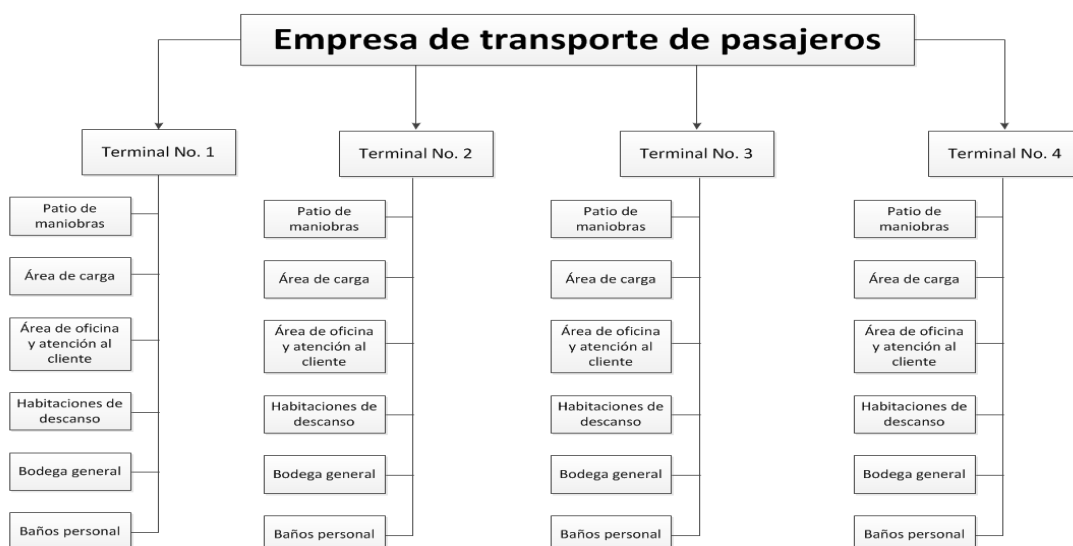 Empresa de transporte de pasajeros
Terminal No. 1
Patio de
maniobras
Área de carga
Área de oficina
y atención al
cliente
Habitaciones de
descanso
Bodega general
Baños personal
Terminal No. 2
Patio de
maniobras
Área de carga
Área de oficina
y atención al
cliente
Habitaciones de
descanso
Bodega general
Baños personal
Terminal No. 3
Patio de
maniobras
Área de carga
Área de oficina
y atención al
cliente
Habitaciones de
descanso
Bodega general
Baños personal
Terminal No. 4
Patio de
maniobras
Área de carga
Área de oficina
y atención al
cliente
Habitaciones de
descanso
Bodega general
Baños personal